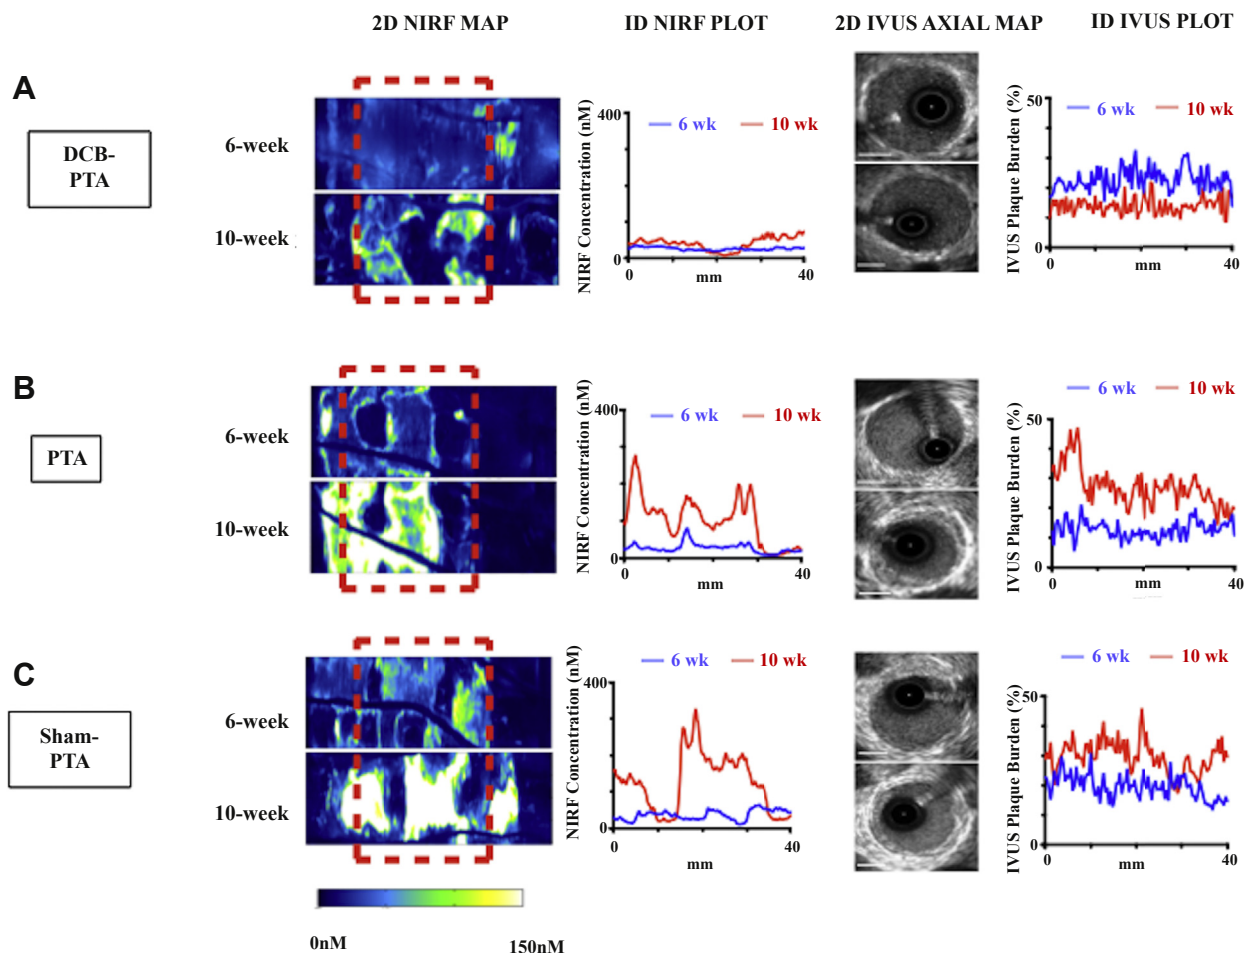 2D NIRF MAP
ID NIRF PLOT
2D IVUS AXIAL MAP
ID IVUS PLOT
A
DCB-
PTA
6-week
10-week
NIRF Concentration (nM)
400
0
6 wk
10 wk
0
mm
40
IVUS Plaque Burden (%)
50
0
6 wk
10 wk
0
mm
40
B
PTA
6-week
10-week
NIRF Concentration (nM)
400
0
6 wk
10 wk
0
mm
40
IVUS Plaque Burden (%)
50
0
6 wk
10 wk
0
mm
40
C
Sham-
PTA
6-week
10-week
NIRF Concentration (nM)
400
0
6 wk
10 wk
0
mm
40
IVUS Plaque Burden (%)
50
0
6 wk
10 wk
0
mm
40
0nM
150nM